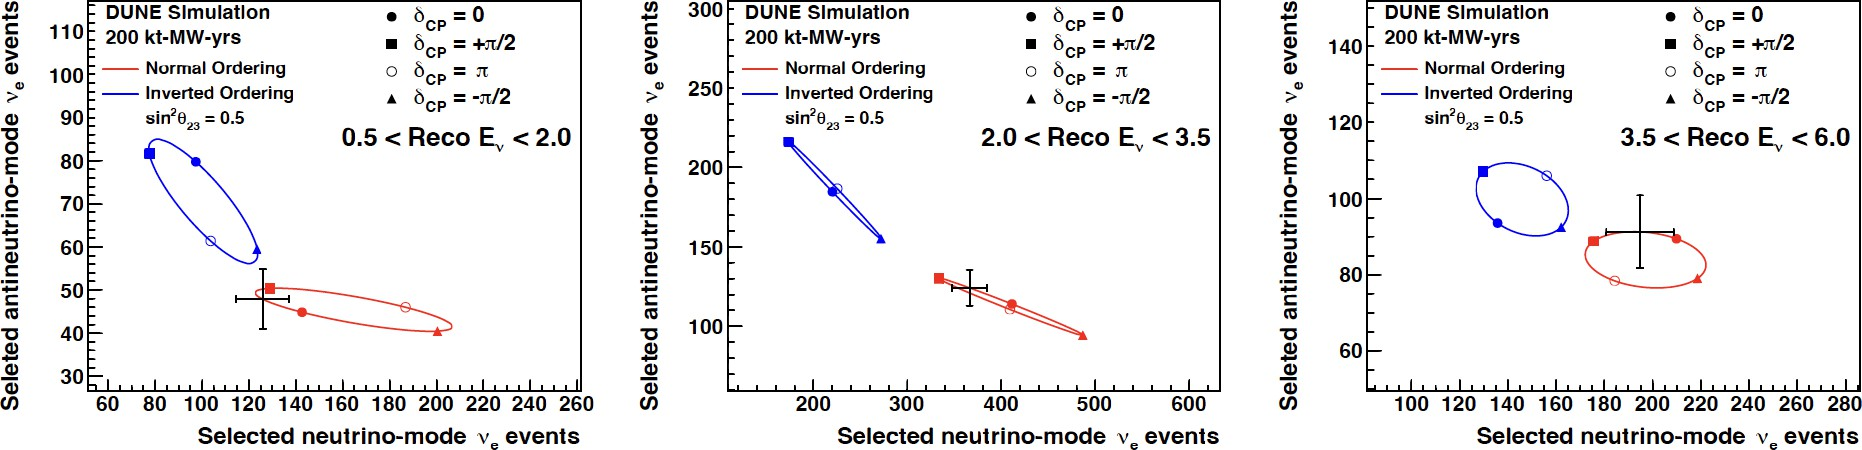 Seleted antineutrino-mode νe events
110
100
90
80
70
60
50
40
30
DUNE Simulation
200 kt-MW-yrs
Normal Ordering
Inverted Ordering
sin²θ23 = 0.5
δCP = 0
δCP = +π/2
δCP = π
δCP = -π/2
0.5 < Reco Eν < 2.0
60 80 100 120 140 160 180 200 220 240 260
Selected neutrino-mode νe events
Seleted antineutrino-mode νe events
300
250
200
150
100
DUNE Simulation
200 kt-MW-yrs
Normal Ordering
Inverted Ordering
sin²θ23 = 0.5
δCP = 0
δCP = +π/2
δCP = π
δCP = -π/2
2.0 < Reco Eν < 3.5
200 300 400 500 600
Selected neutrino-mode νe events
Seleted antineutrino-mode νe events
140
120
100
80
60
DUNE Simulation
200 kt-MW-yrs
Normal Ordering
Inverted Ordering
sin²θ23 = 0.5
δCP = 0
δCP = +π/2
δCP = π
δCP = -π/2
3.5 < Reco Eν < 6.0
100 120 140 160 180 200 220 240 260 280
Selected neutrino-mode νe events